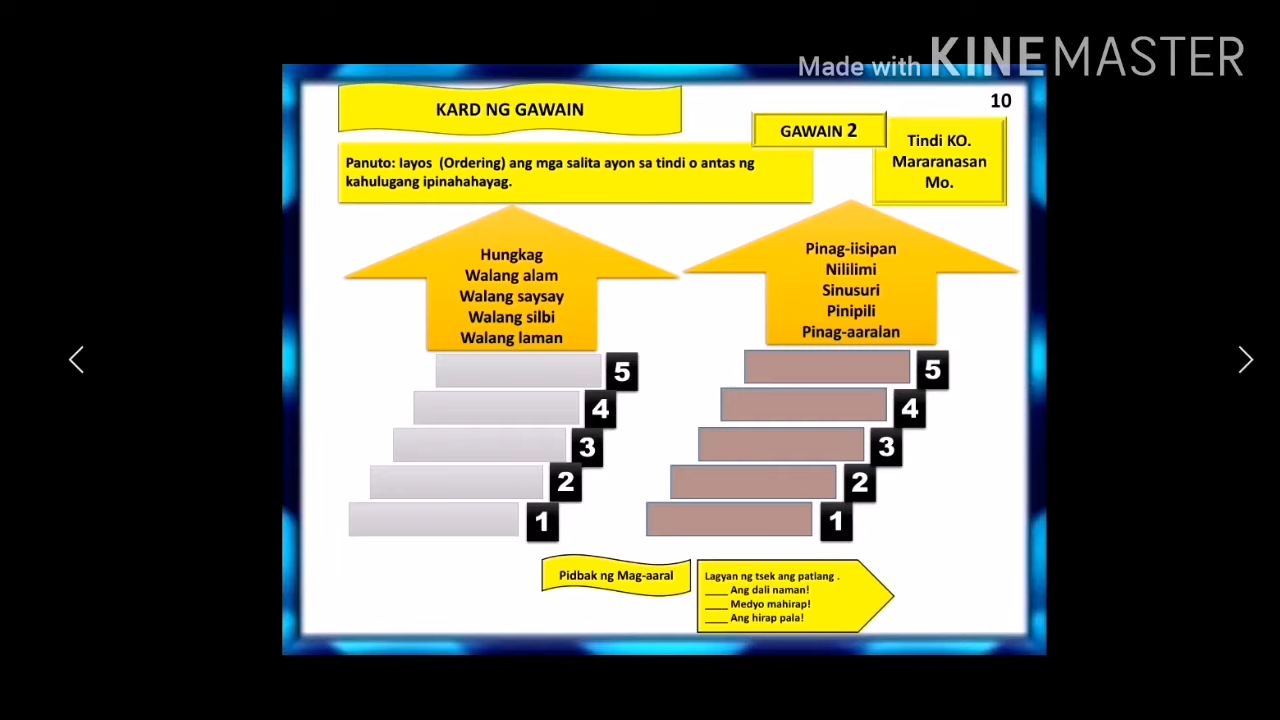 Made with KINEMASTER
10
KARD NG GAWAIN
GAWAIN 2
Tindi KO.
Mararanasan
Mo.
Panuto: Iayos (Ordering) ang mga salita ayon sa tindi o antas ng
kahulugang ipinahahayag.
Hungkag
Walang alam
Walang saysay
Walang silbi
Walang laman
5
4
3
2
1
Pinag-iisipan
Nililimi
Sinusuri
Pinipili
Pinag-aaralan
5
4
3
2
1
Pidbak ng Mag-aaral
Lagyan ng tsek ang patlang .
____ Ang dali naman!
____ Medyo mahirap!
____ Ang hirap pala!